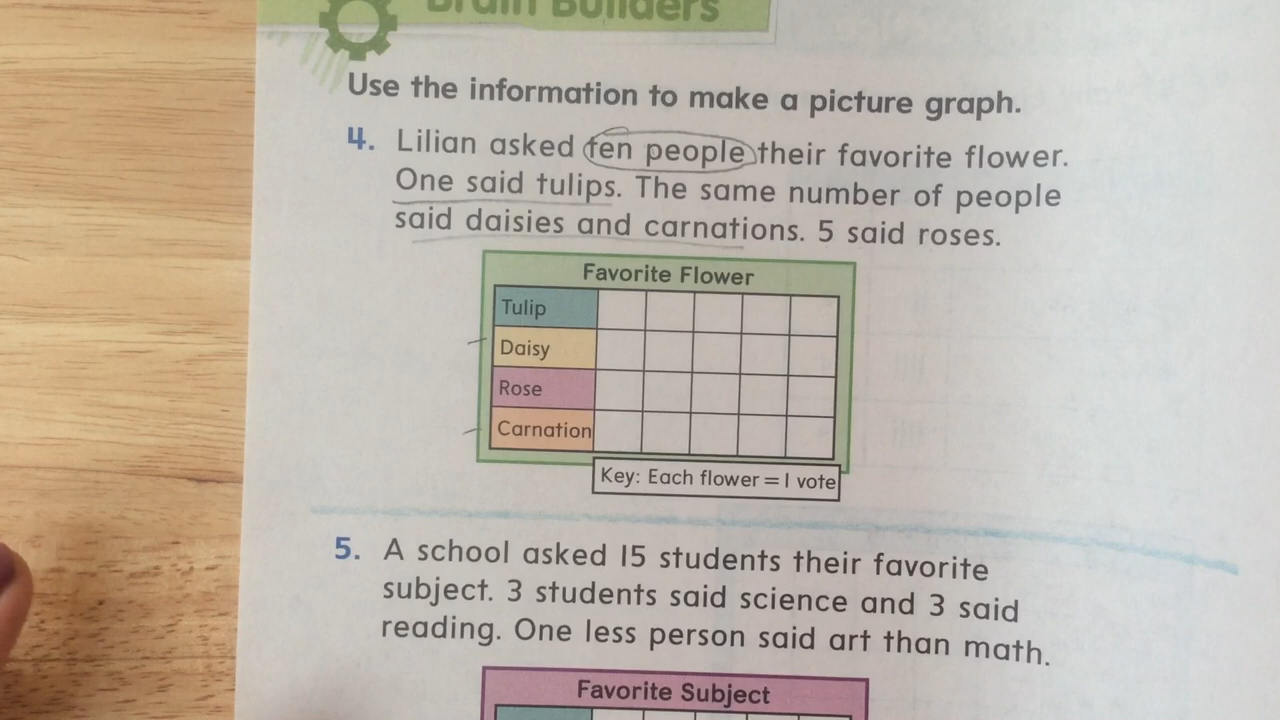 Brain Builders
Use the information to make a picture graph.
4. Lilian asked ten people their favorite flower.
One said tulips. The same number of people
said daisies and carnations. 5 said roses.
Favorite Flower
Tulip
Daisy
Rose
Carnation
Key: Each flower = 1 vote
5. A school asked 15 students their favorite
subject. 3 students said science and 3 said
reading. One less person said art than math.
Favorite Subject